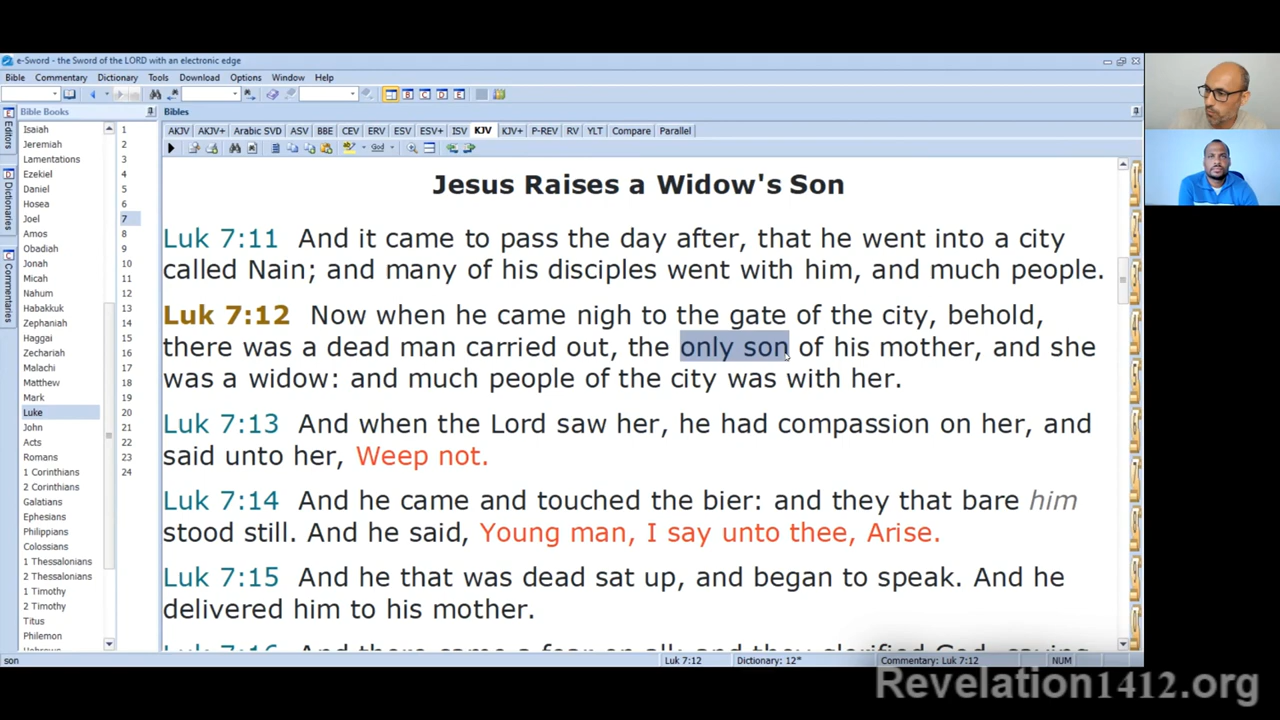 e-Sword - the Sword of the LORD with an electronic edge
Bible Commentary Dictionary Tools Download Options Window Help
Bible Books
Bibles
Editors
Dictionaries
Commentaries
AKJV AKJV+ Arabic SVD ASV BBE CEV ERV ESV ESV+ ISV KJV KJV+ P-REV RV YLT Compare Parallel
Isaiah
Jeremiah
Lamentations
Ezekiel
Daniel
Hosea
Joel
Amos
Obadiah
Jonah
Micah
Nahum
Habakkuk
Zephaniah
Haggai
Zechariah
Malachi
Matthew
Mark
Luke
John
Acts
Romans
1 Corinthians
2 Corinthians
Galatians
Ephesians
Philippians
Colossians
1 Thessalonians
2 Thessalonians
1 Timothy
2 Timothy
Titus
Philemon
1
2
3
4
5
6
7
8
9
10
11
12
13
14
15
16
17
18
19
20
21
22
23
24
Jesus Raises a Widow's Son
Luk 7:11 And it came to pass the day after, that he went into a city
called Nain; and many of his disciples went with him, and much people.
Luk 7:12 Now when he came nigh to the gate of the city, behold,
there was a dead man carried out, the only son of his mother, and she
was a widow: and much people of the city was with her.
Luk 7:13 And when the Lord saw her, he had compassion on her, and
said unto her, Weep not.
Luk 7:14 And he came and touched the bier: and they that bare him
stood still. And he said, Young man, I say unto thee, Arise.
Luk 7:15 And he that was dead sat up, and began to speak. And he
delivered him to his mother.
son
Luk 7:12
Dictionary: 12*
Commentary: Luk 7:12
NUM
Revelation1412.org